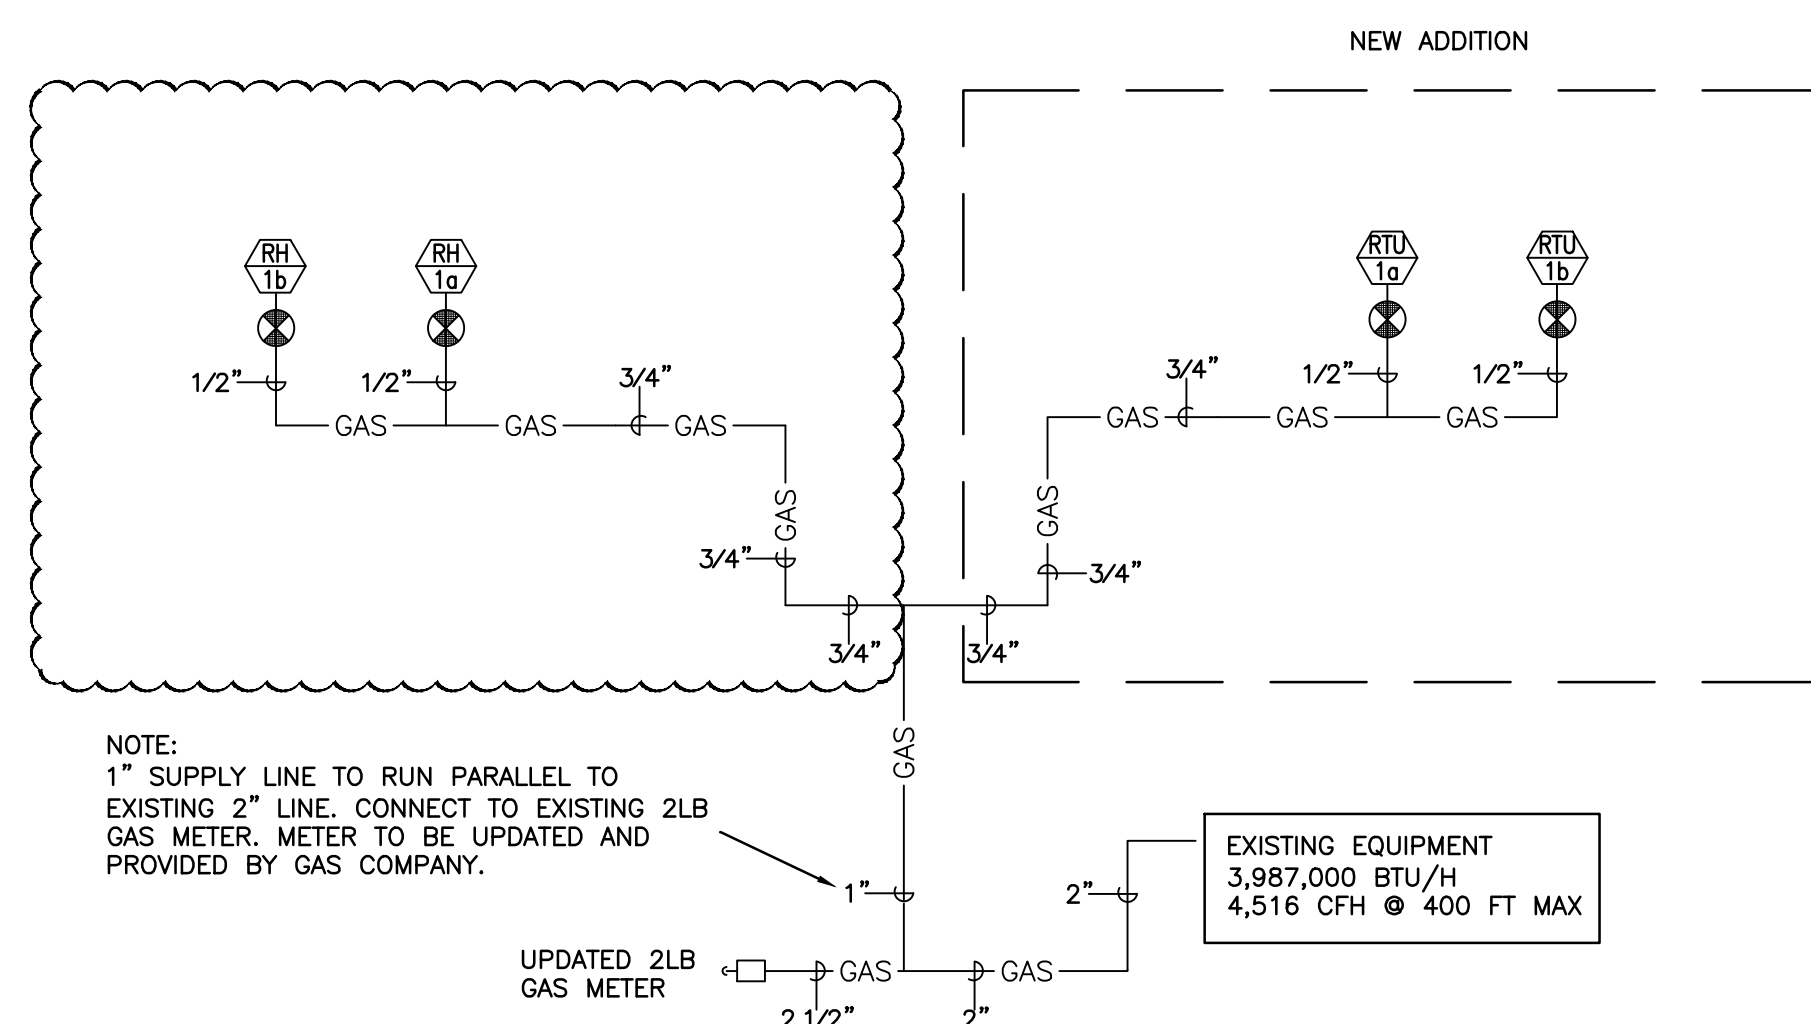 NEW ADDITION
RH
1b
RH
1a
RTU
1a
RTU
1b
1/2"
1/2"
3/4"
3/4"
1/2"
1/2"
GAS
GAS
GAS
GAS
GAS
GAS
GAS
GAS
3/4"
3/4"
3/4"
3/4"
GAS
NOTE:
1" SUPPLY LINE TO RUN PARALLEL TO
EXISTING 2" LINE. CONNECT TO EXISTING 2LB
GAS METER. METER TO BE UPDATED AND
PROVIDED BY GAS COMPANY.
1"
2"
EXISTING EQUIPMENT
3,987,000 BTU/H
4,516 CFH @ 400 FT MAX
UPDATED 2LB
GAS METER
GAS
GAS
2 1/2"
2"